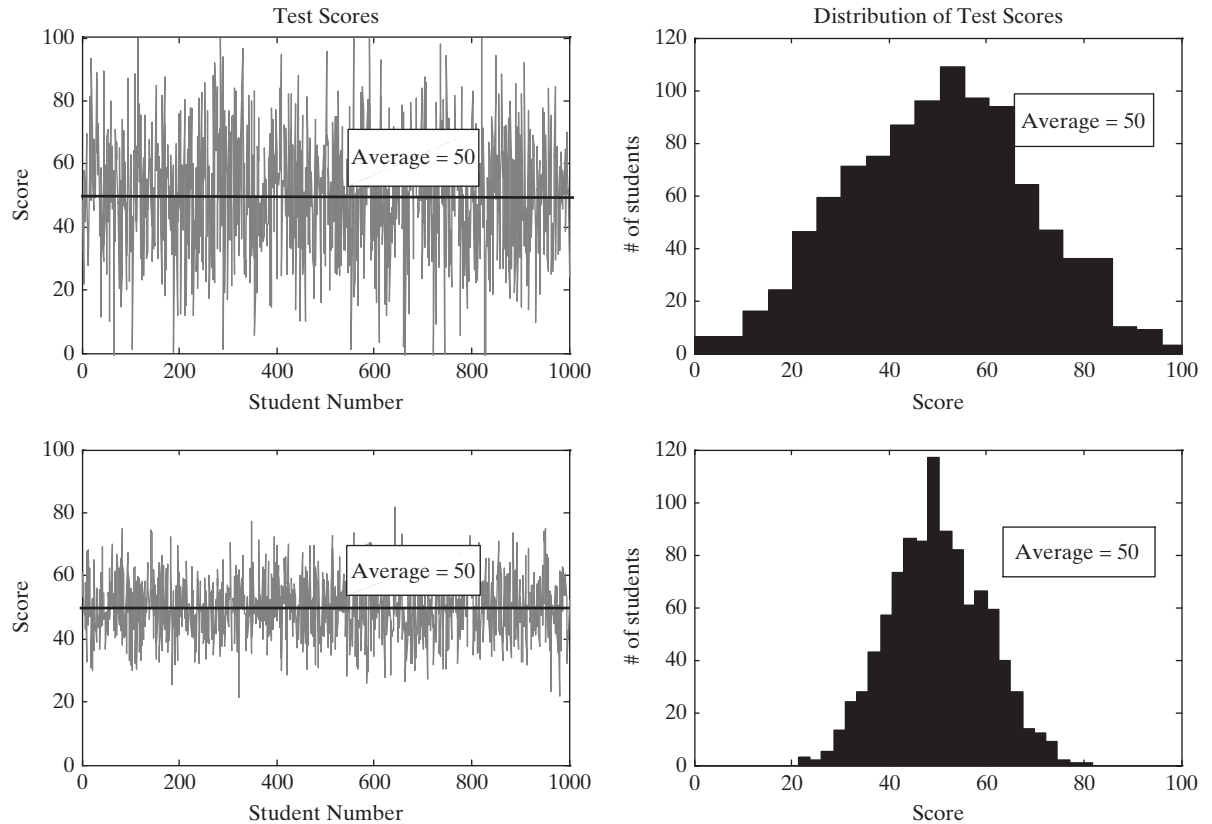 Test Scores
100
80
60
40
20
0
Score
Average = 50
0 200 400 600 800 1000
Student Number
Distribution of Test Scores
120
100
80
60
40
20
0
# of students
Average = 50
0 20 40 60 80 100
Score
100
80
60
40
20
0
Score
Average = 50
0 200 400 600 800 1000
Student Number
120
100
80
60
40
20
0
# of students
Average = 50
0 20 40 60 80 100
Score